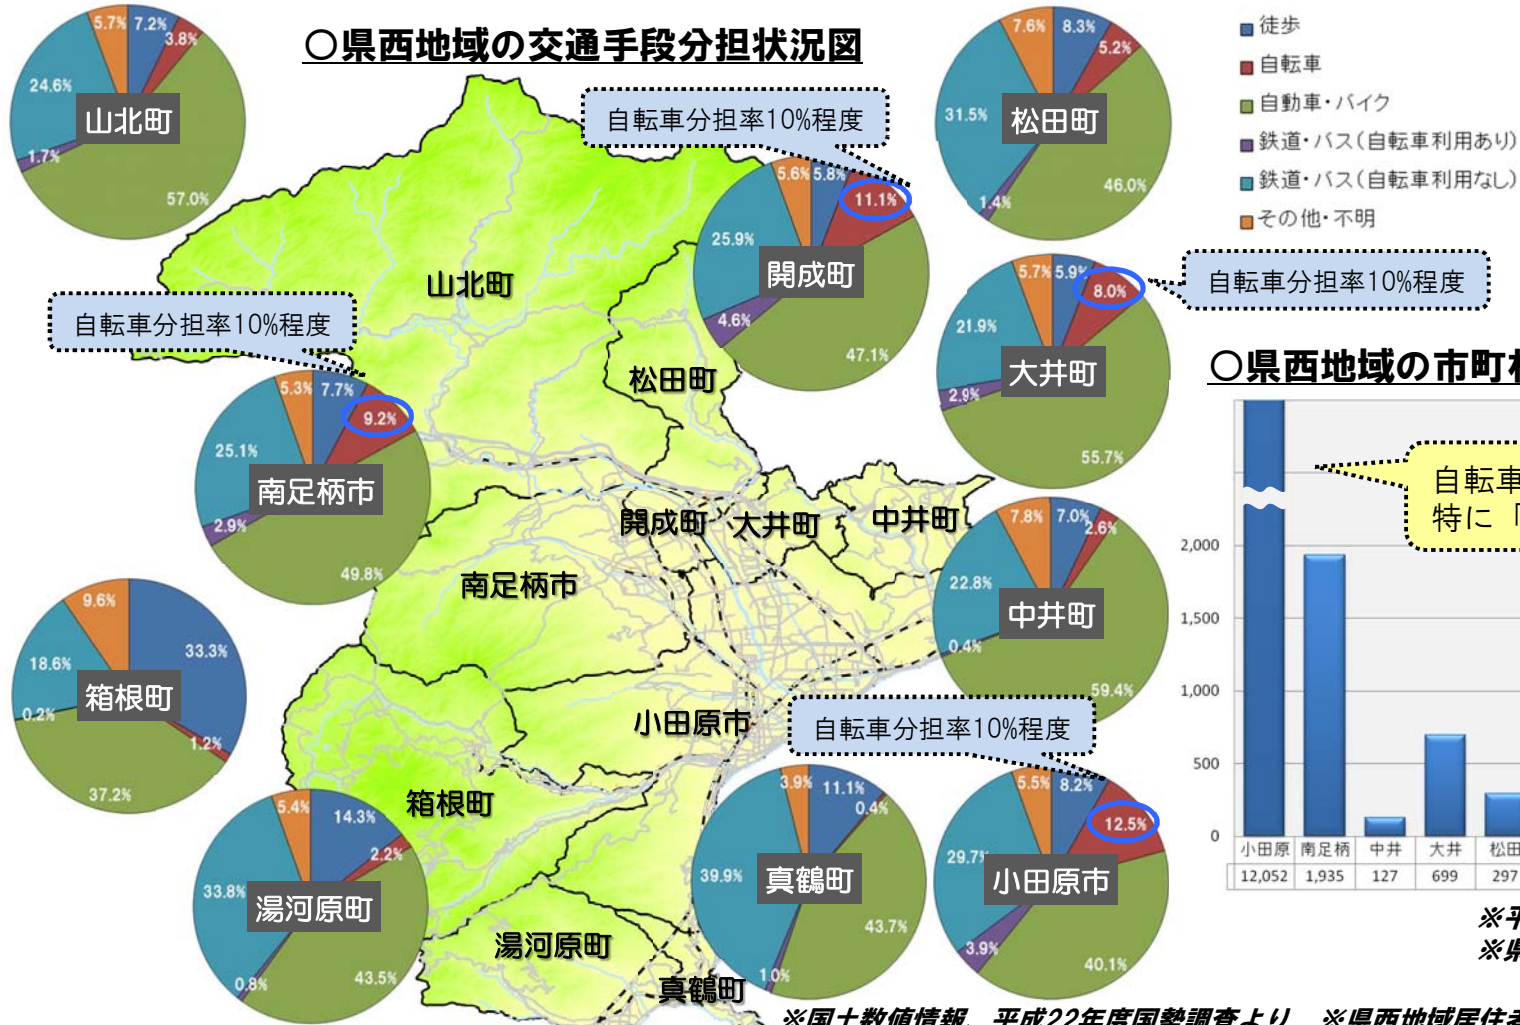 〇県西地域の交通手段分担状況図
徒歩
自転車
自動車・バイク
鉄道・バス(自転車利用あり)
鉄道・バス(自転車利用なし)
その他・不明
5.7%
7.2%
3.8%
24.6%
山北町
1.7%
57.0%
自転車分担率10%程度
7.6%
8.3%
5.2%
31.5%
松田町
1.4%
46.0%
5.6%
5.8%
11.1%
25.9%
開成町
4.6%
47.1%
自転車分担率10%程度
5.7%
5.9%
8.0%
21.9%
大井町
2.9%
55.7%
自転車分担率10%程度
5.3%
7.7%
9.2%
25.1%
南足柄市
2.9%
49.8%
山北町
松田町
開成町
大井町
中井町
南足柄市
小田原市
箱根町
湯河原町
真鶴町
7.8%
7.0%
2.6%
22.8%
中井町
0.4%
59.4%
9.6%
33.3%
18.6%
箱根町
0.2%
1.2%
37.2%
自転車分担率10%程度
5.4%
14.3%
2.2%
33.8%
湯河原町
0.8%
43.5%
3.9%
11.1%
0.4%
39.9%
真鶴町
43.7%
1.0%
5.5%
8.2%
12.5%
29.7%
小田原市
3.9%
40.1%
〇県西地域の市町村
自転車
特に「
2,000
1,500
1,000
500
0
小田原 南足柄 中井 大井 松田
12,052 1,935 127 699 297
※平
※県
※国土数値情報、平成22年度国勢調査より ※県西地域居住者